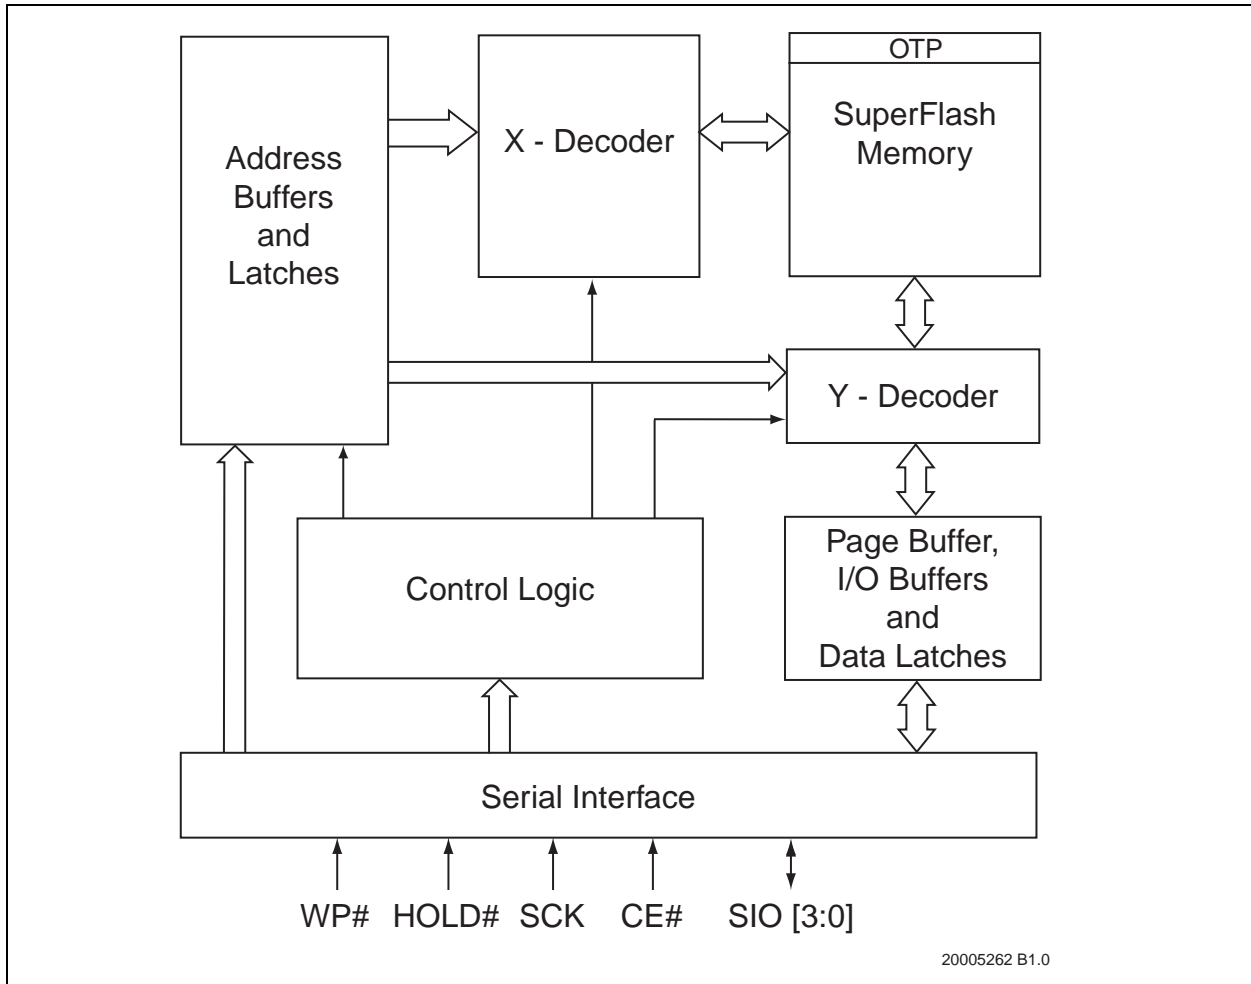 OTP
SuperFlash
Memory
X - Decoder
Address
Buffers
and
Latches
Y - Decoder
Page Buffer,
I/O Buffers
and
Data Latches
Control Logic
Serial Interface
WP# HOLD# SCK CE# SIO [3:0]
20005262 B1.0